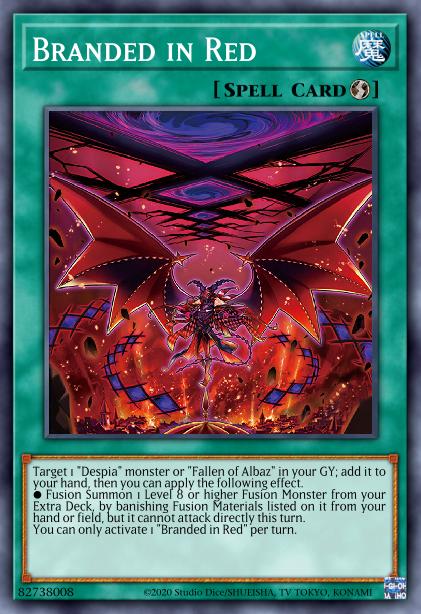 Branded in Red
SPELL
魔
[Spell Card]
Target 1 "Despia" monster or "Fallen of Albaz" in your GY; add it to
your hand, then you can apply the following effect.
● Fusion Summon 1 Level 8 or higher Fusion Monster from your
Extra Deck, by banishing Fusion Materials listed on it from your
hand or field, but it cannot attack directly this turn.
You can only activate 1 "Branded in Red" per turn.
82738008 ©2020 Studio Dice/SHUEISHA, TV TOKYO, KONAMI